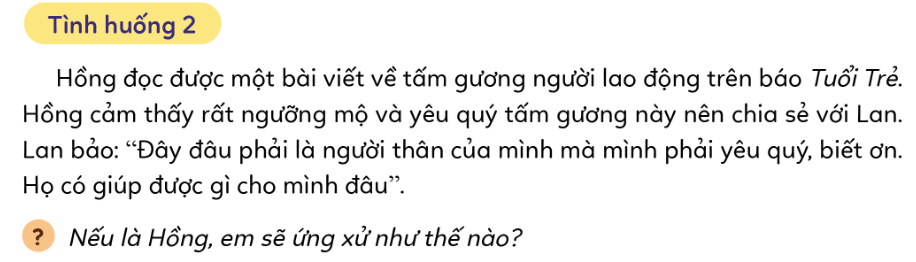 Tình huống 2
Hồng đọc được một bài viết về tấm gương người lao động trên báo Tuổi Trẻ.
Hồng cảm thấy rất ngưỡng mộ và yêu quý tấm gương này nên chia sẻ với Lan.
Lan bảo: “Đây đâu phải là người thân của mình mà mình phải yêu quý, biết ơn.
Họ có giúp được gì cho mình đâu”.
? Nếu là Hồng, em sẽ ứng xử như thế nào?